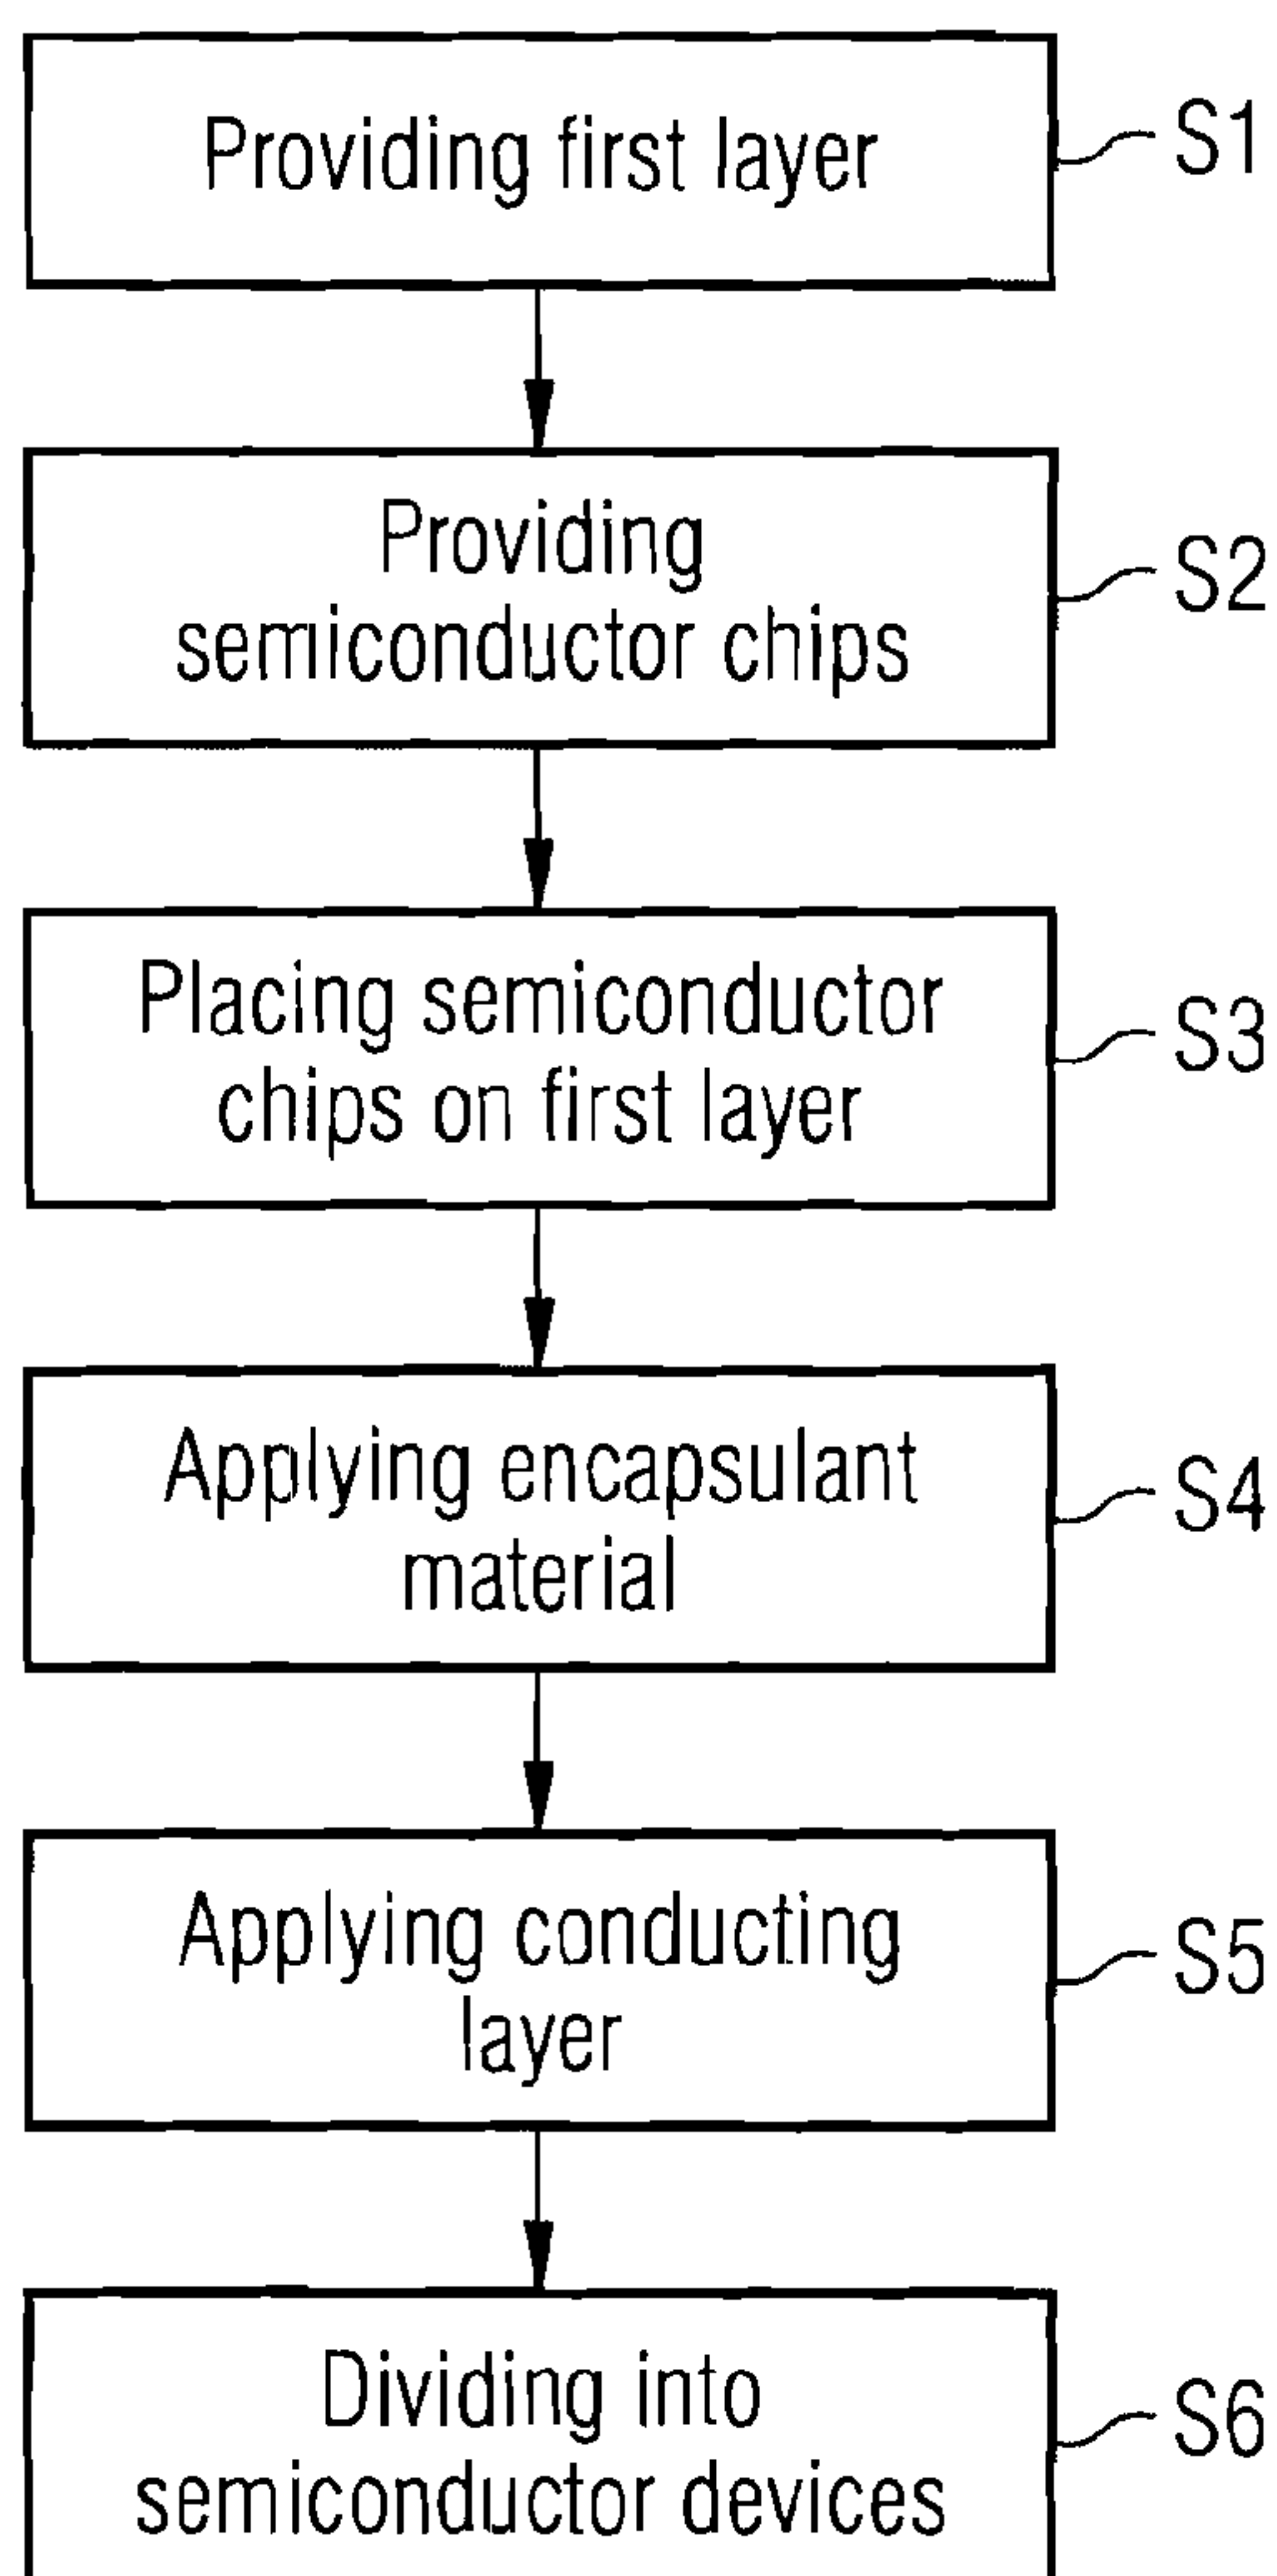 Providing first layer
S1
Providing
semiconductor chips
S2
Placing semiconductor
chips on first layer
S3
Applying encapsulant
material
S4
Applying conducting
layer
S5
Dividing into
semiconductor devices
S6